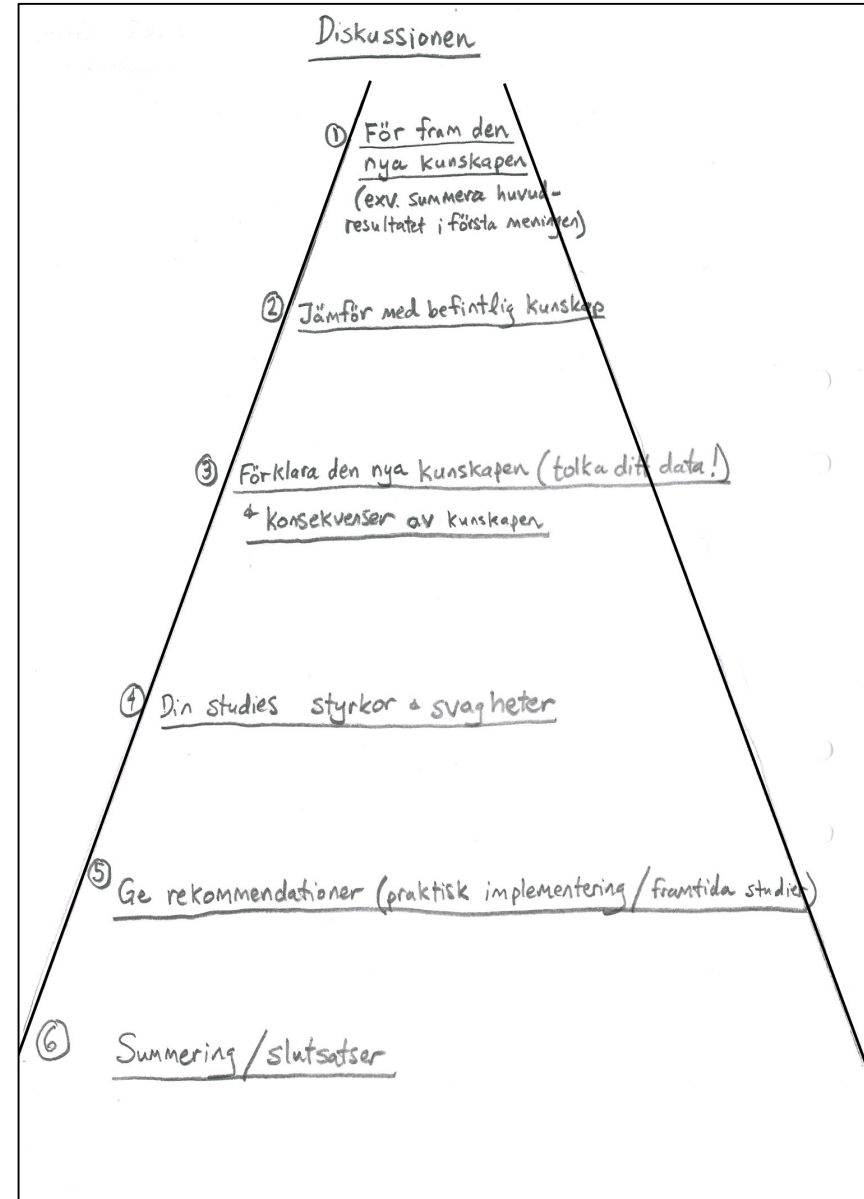 Diskussionen
① För fram den
nya kunskapen
(exv. summera huvud-
resultatet i första meningen)
② Jämför med befintlig kunskap
③ Förklara den nya kunskapen (tolka ditt data!)
& konsekvenser av kunskapen
④ Din studies styrkor & svagheter
⑤ Ge rekommendationer (praktisk implementering / framtida studier)
⑥ Summering / slutsatser